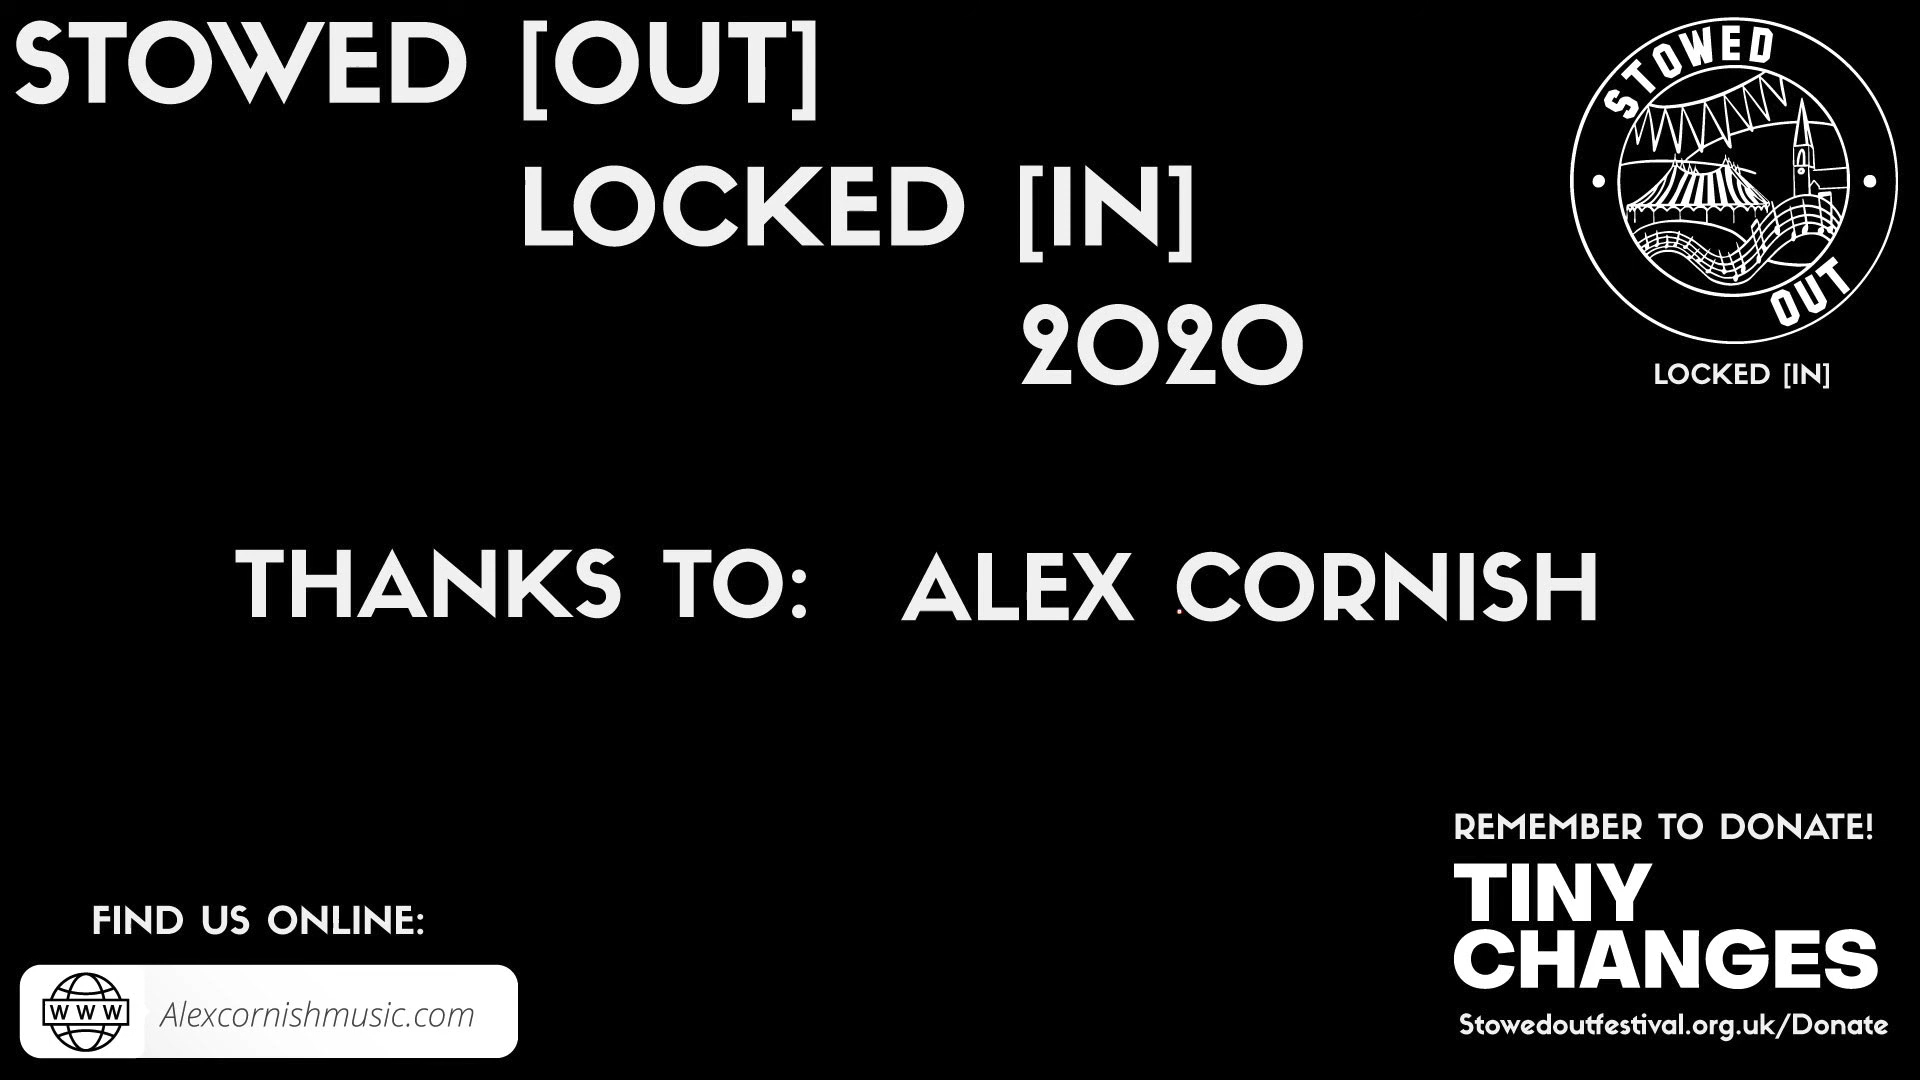 STOWED [OUT]
LOCKED [IN]
2020
STOWED
OUT
LOCKED [IN]
THANKS TO: ALEX CORNISH
REMEMBER TO DONATE!
TINY
CHANGES
Stowedoutfestival.org.uk/Donate
FIND US ONLINE:
WWW
Alexcornishmusic.com